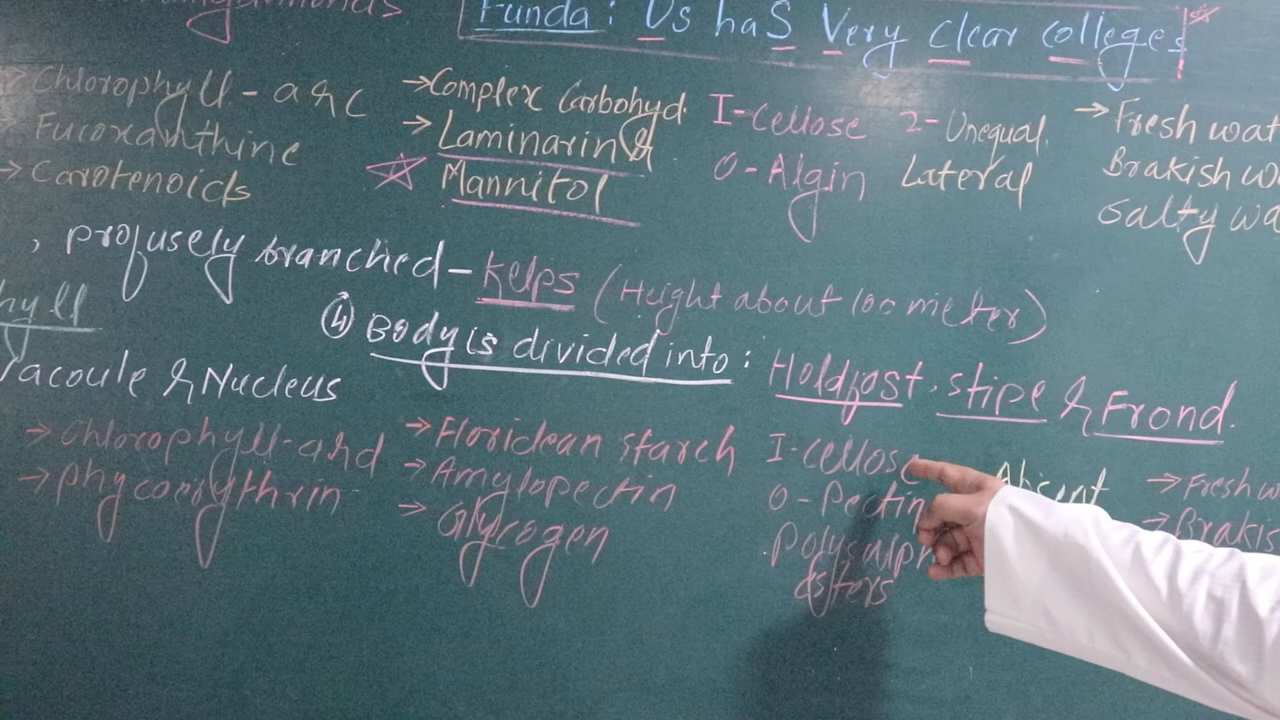 Funda: Us haS Very Clear colleges
→ Chlorophyll - a & c
→ Fucoxanthine
→ Carotenoids
→ Complex Carbohyd.
→ Laminarin &
Mannitol
I-cellose
O-Algin
2- Unequal.
Lateral
→ Fresh wat
Brakish wa
Salty wa
, profusely branched - Kelps (Height about 100 meter)
hyll
④ Body is divided into: Holdfast, stipe & Frond.
Vacoule & Nucleus
→ Chlorophyll-a&d
→ phycoerythrin
→ Floridean starch
→ Amylopectin
→ Glycogen
I-cellose
O-Pectin
Polysulph
Absent
→ Fresh w
→ Brakis